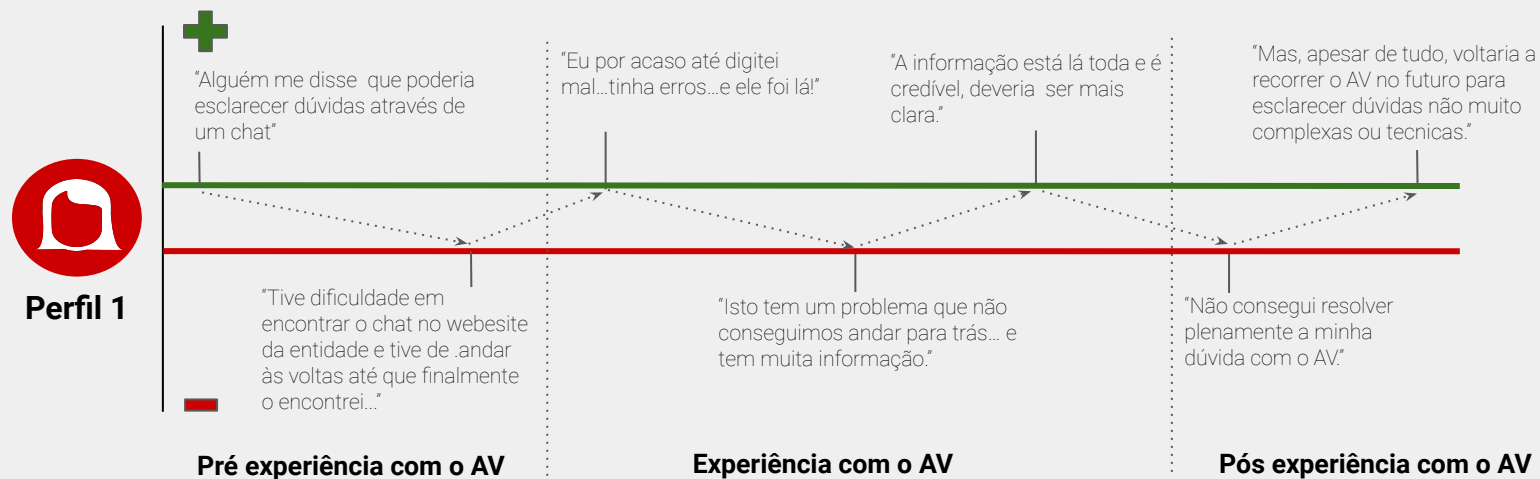 "Alguém me disse  que poderia
esclarecer dúvidas através de
um chat"
"Eu por acaso até digitei
mal...tinha erros...e ele foi lá!"
"A informação está lá toda e é
credível, deveria  ser mais
clara."
"Mas, apesar de tudo, voltaria a
recorrer o AV no futuro para
esclarecer dúvidas não muito
complexas ou tecnicas."
Perfil 1
"Tive dificuldade em
encontrar o chat no webesite
da entidade e tive de .andar
às voltas até que finalmente
o encontrei..."
"Isto tem um problema que não
conseguimos andar para trás... e
tem muita informação."
"Não consegui resolver
plenamente a minha
dúvida com o AV."
Pré experiência com o AV
Experiência com o AV
Pós experiência com o AV